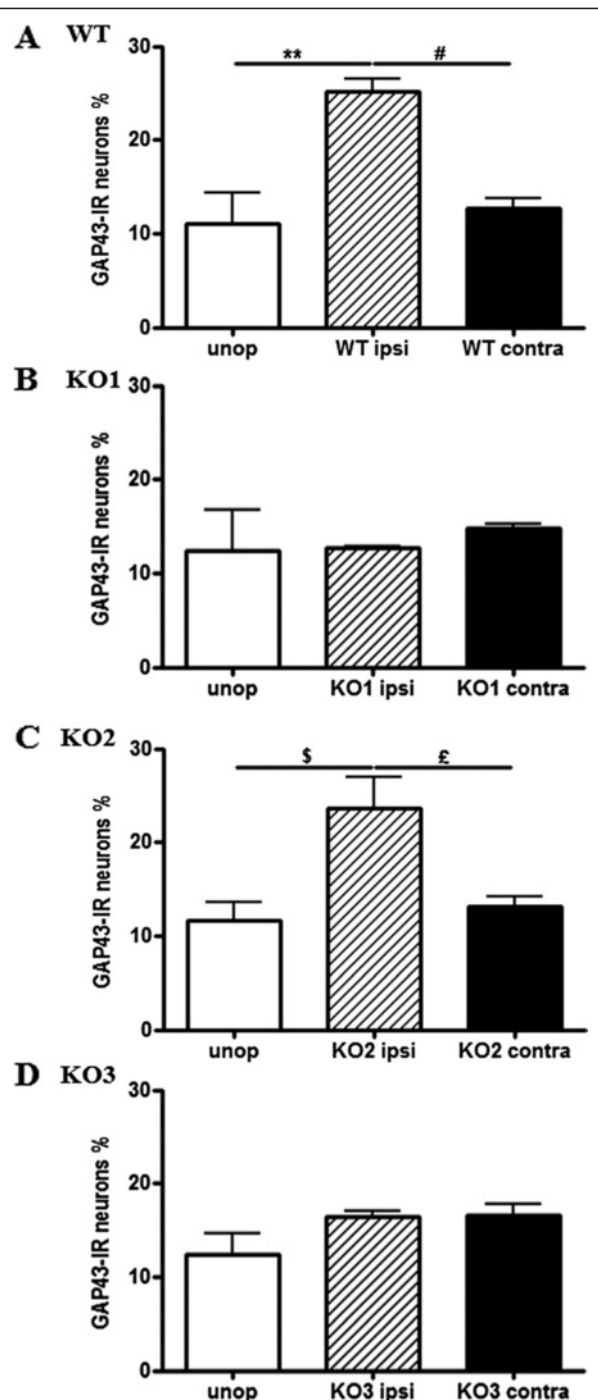 A WT
GAP43-IR neurons %
30
20
10
0
** #
unop WT ipsi WT contra
B KO1
GAP43-IR neurons %
30
20
10
0
unop KO1 ipsi KO1 contra
C KO2
GAP43-IR neurons %
30
20
10
0
$ £
unop KO2 ipsi KO2 contra
D KO3
GAP43-IR neurons %
30
20
10
0
unop KO3 ipsi KO3 contra